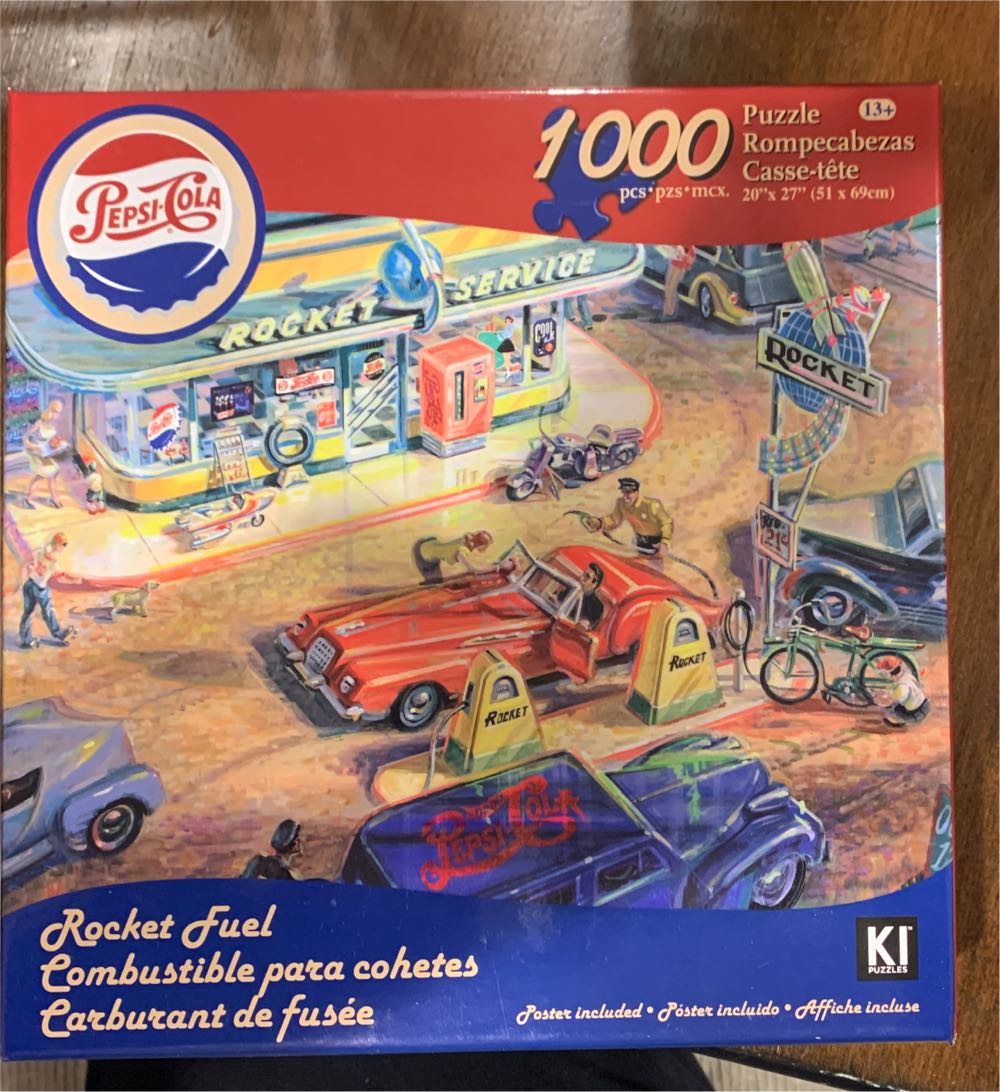 PEPSI-COLA
1000
pcs•pzs•mcx.
Puzzle 13+
Rompecabezas
Casse-tête
20"x 27" (51 x 69cm)
ROCKET SERVICE
COOL
ROCKET
21¢
ROCKET
ROCKET
PEPSI-COLA
Rocket Fuel
Combustible para cohetes
Carburant de fusée
KI™
PUZZLES
Poster included • Póster incluido • Affiche incluse